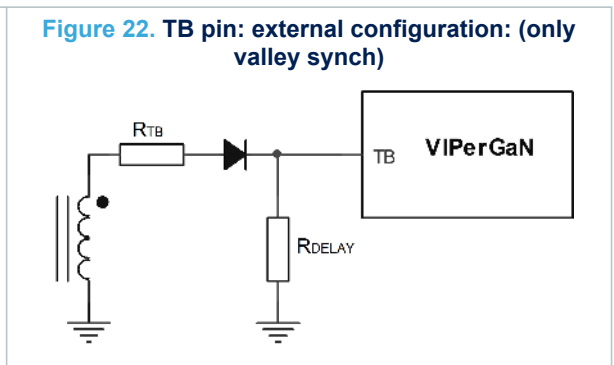 Figure 22. TB pin: external configuration: (only
valley synch)
RTB
TB
VIPerGaN
RDELAY